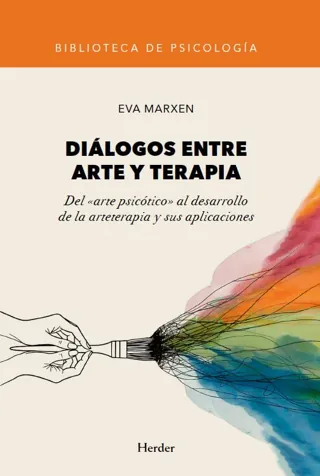 BIBLIOTECA DE PSICOLOGÍA
EVA MARXEN
DIÁLOGOS ENTRE
ARTE Y TERAPIA
Del «arte psicótico» al desarrollo
de la arteterapia y sus aplicaciones
Herder